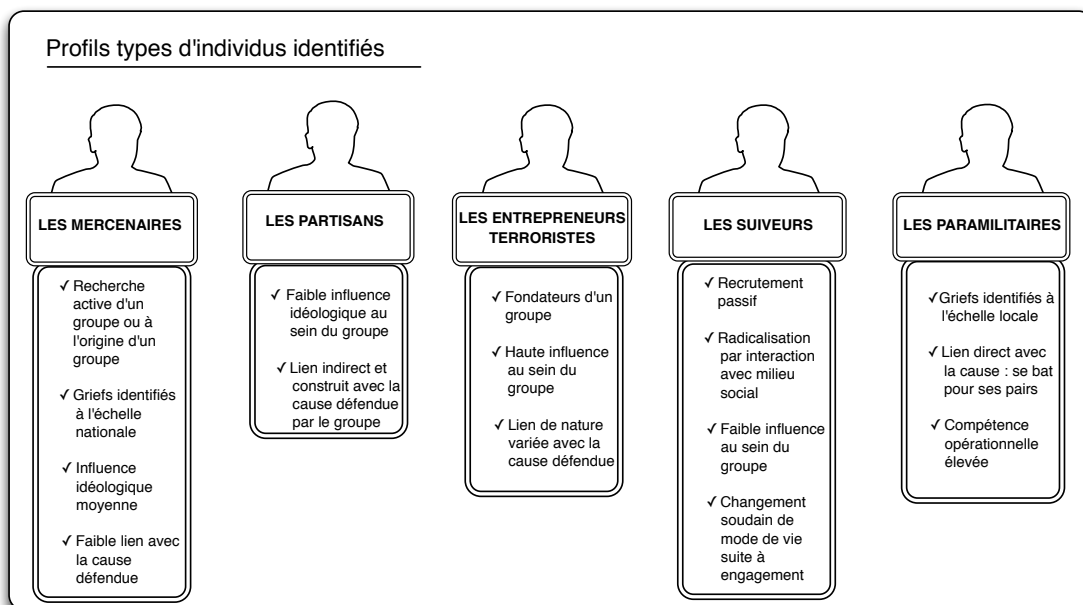 Profils types d'individus identifiés
LES MERCENAIRES
✓ Recherche
active d'un
groupe ou à
l'origine d'un
groupe
✓ Griefs identifiés
à l'échelle
nationale
✓ Influence
idéologique
moyenne
✓ Faible lien avec
la cause
défendue
LES PARTISANS
✓ Faible influence
idéologique au
sein du groupe
✓ Lien indirect et
construit avec la
cause défendue
par le groupe
LES ENTREPRENEURS
TERRORISTES
✓ Fondateurs d'un
groupe
✓ Haute influence
au sein du
groupe
✓ Lien de nature
variée avec la
cause défendue
LES SUIVEURS
✓ Recrutement
passif
✓ Radicalisation
par interaction
avec milieu
social
✓ Faible influence
au sein du
groupe
✓ Changement
soudain de
mode de vie
suite à
engagement
LES PARAMILITAIRES
✓Griefs identifiés à
l'échelle locale
✓ Lien direct avec
la cause : se bat
pour ses pairs
✓ Compétence
opérationnelle
élevée